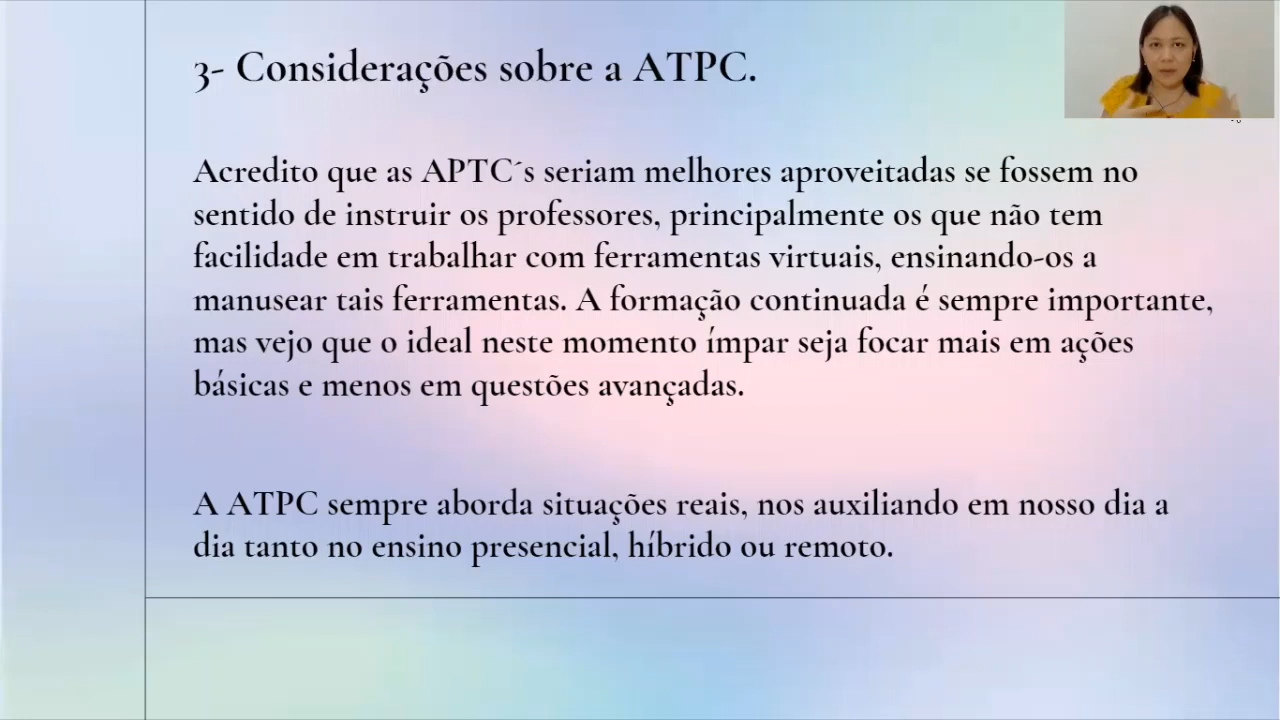 3- Considerações sobre a ATPC.
Acredito que as APTC´s seriam melhores aproveitadas se fossem no
sentido de instruir os professores, principalmente os que não tem
facilidade em trabalhar com ferramentas virtuais, ensinando-os a
manusear tais ferramentas. A formação continuada é sempre importante,
mas vejo que o ideal neste momento ímpar seja focar mais em ações
básicas e menos em questões avançadas.
A ATPC sempre aborda situações reais, nos auxiliando em nosso dia a
dia tanto no ensino presencial, híbrido ou remoto.